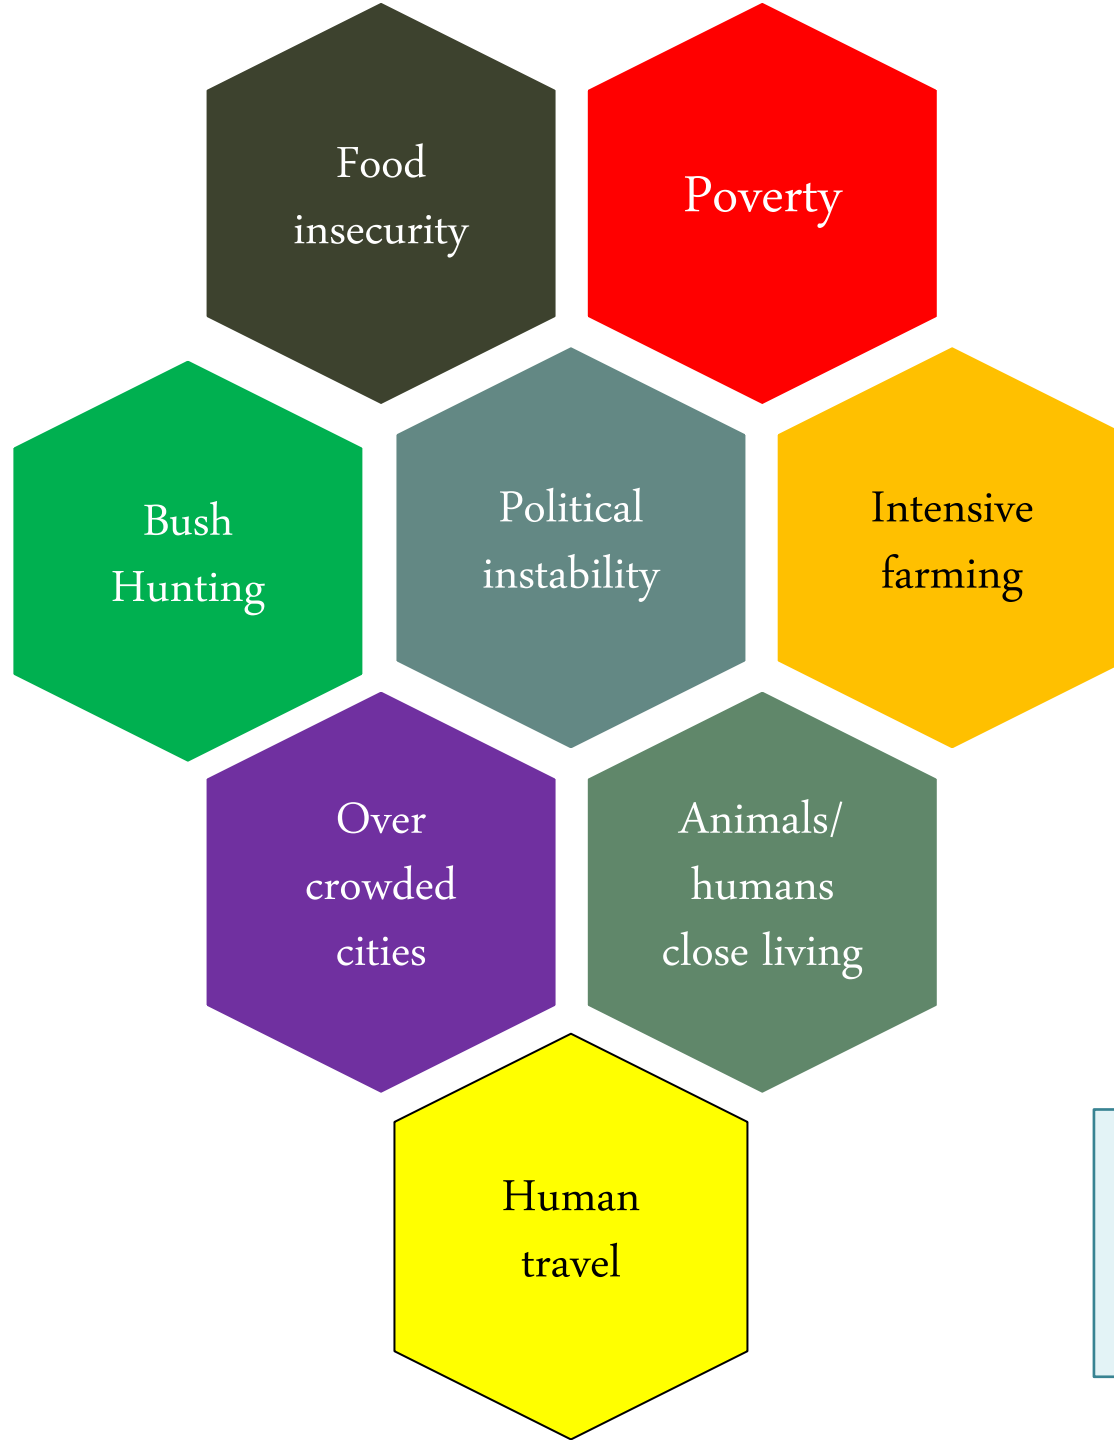 Food
insecurity
Poverty
Bush
Hunting
Political
instability
Intensive
farming
Over
crowded
cities
Animals/
humans
close living
Human
travel